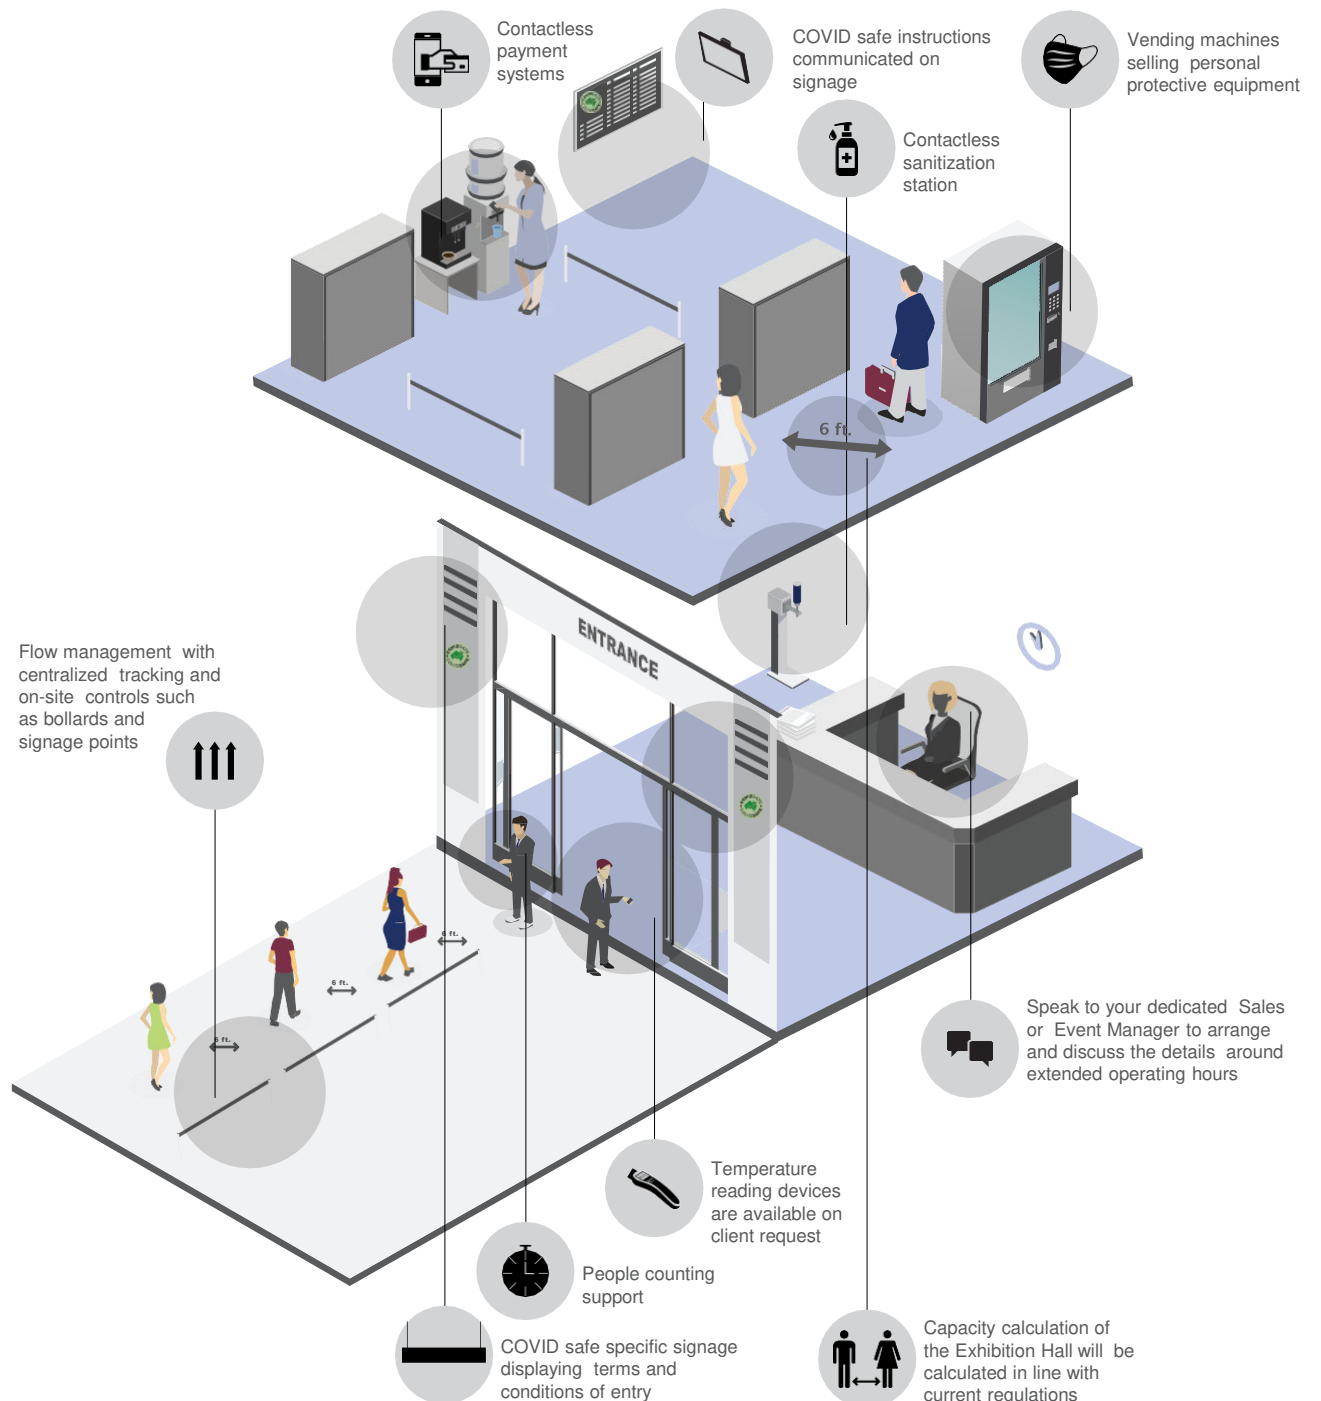 Contactless
payment
systems
COVID safe instructions
communicated on
signage
Vending machines
selling personal
protective equipment
Contactless
sanitization
station
6 ft.
ENTRANCE
Flow management with
centralized tracking and
on-site controls such
as bollards and
signage points
6 ft.
6 ft.
6 ft.
Speak to your dedicated Sales
or Event Manager to arrange
and discuss the details around
extended operating hours
Temperature
reading devices
are available on
client request
People counting
support
COVID safe specific signage
displaying terms and
conditions of entry
Capacity calculation of
the Exhibition Hall will be
calculated in line with
current regulations